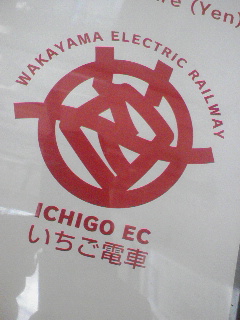 re (Yen)
WAKAYAMA ELECTRIC RAILWAY
ICHIGO EC
いちご電車